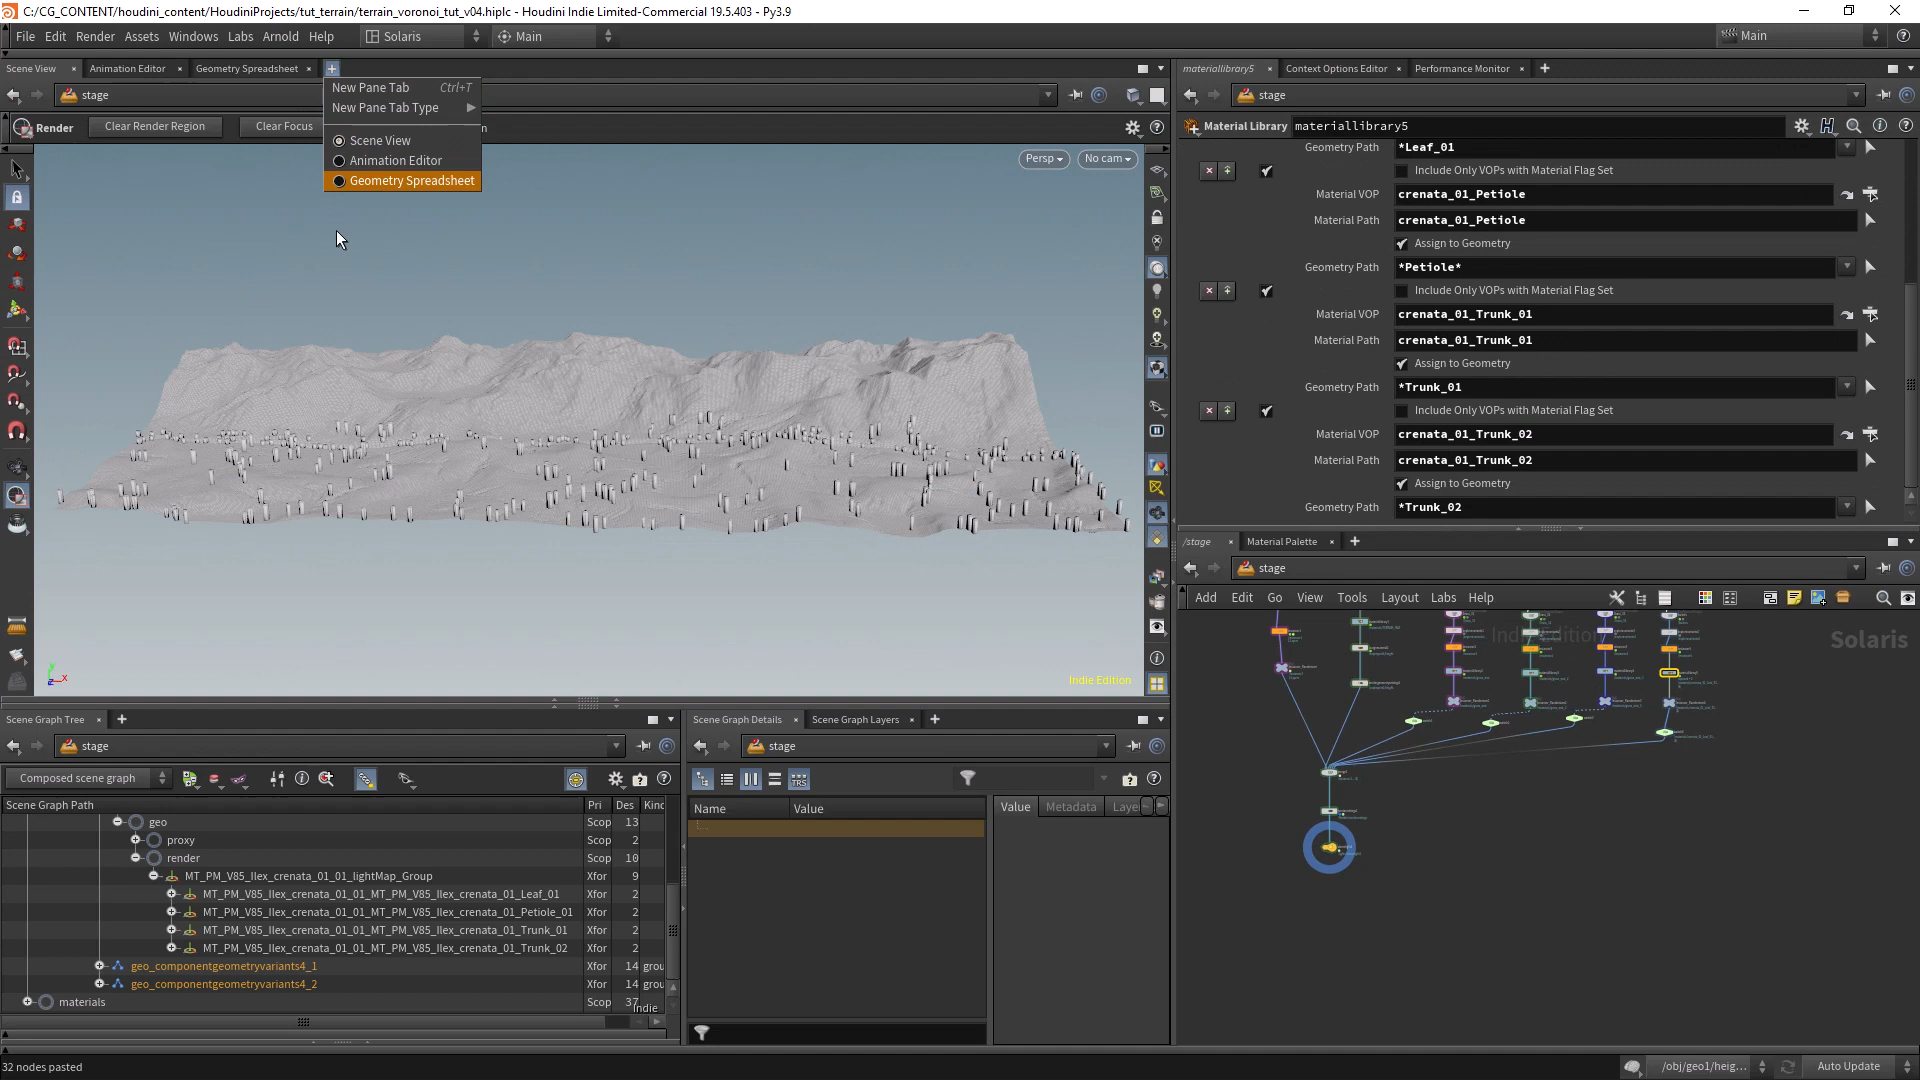 C:/CG_CONTENT/houdini_content/HoudiniProjects/tut_terrain/terrain_voronoi_tut_v04.hiplc - Houdini Indie Limited-Commercial 19.5.403 - Py3.9
File Edit Render Assets Windows Labs Arnold Help Solaris Main Main
Scene View Animation Editor Geometry Spreadsheet
materiallibrary5 Context Options Editor Performance Monitor
New Pane Tab Ctrl+T
New Pane Tab Type
Scene View
Animation Editor
Geometry Spreadsheet
stage
stage
Render Clear Render Region Clear Focus
Material Library materiallibrary5
Persp No cam
Geometry Path *Leaf_01
Include Only VOPs with Material Flag Set
Material VOP crenata_01_Petiole
Material Path crenata_01_Petiole
Assign to Geometry
Geometry Path *Petiole*
Include Only VOPs with Material Flag Set
Material VOP crenata_01_Trunk_01
Material Path crenata_01_Trunk_01
Assign to Geometry
Geometry Path *Trunk_01
Include Only VOPs with Material Flag Set
Material VOP crenata_01_Trunk_02
Material Path crenata_01_Trunk_02
Assign to Geometry
Geometry Path *Trunk_02
Indie Edition
/stage Material Palette
stage
Add Edit Go View Tools Layout Labs Help
Indie Edition
Solaris
Scene Graph Tree
stage
Composed scene graph
Scene Graph Path Pri Des Kind
geo Scop 13
proxy Scop 2
render Scop 10
MT_PM_V85_Ilex_crenata_01_01_lightMap_Group Xfor 9
MT_PM_V85_Ilex_crenata_01_01_MT_PM_V85_Ilex_crenata_01_Leaf_01 Xfor 2
MT_PM_V85_Ilex_crenata_01_01_MT_PM_V85_Ilex_crenata_01_Petiole_01 Xfor 2
MT_PM_V85_Ilex_crenata_01_01_MT_PM_V85_Ilex_crenata_01_Trunk_01 Xfor 2
MT_PM_V85_Ilex_crenata_01_01_MT_PM_V85_Ilex_crenata_01_Trunk_02 Xfor 2
geo_componentgeometryvariants4_1 Xfor 14 grou
geo_componentgeometryvariants4_2 Xfor 14 grou
materials Scop 37
Indie
Scene Graph Details Scene Graph Layers
stage
Name Value
Value Metadata Laye
32 nodes pasted
/obj/geo1/heig... Auto Update